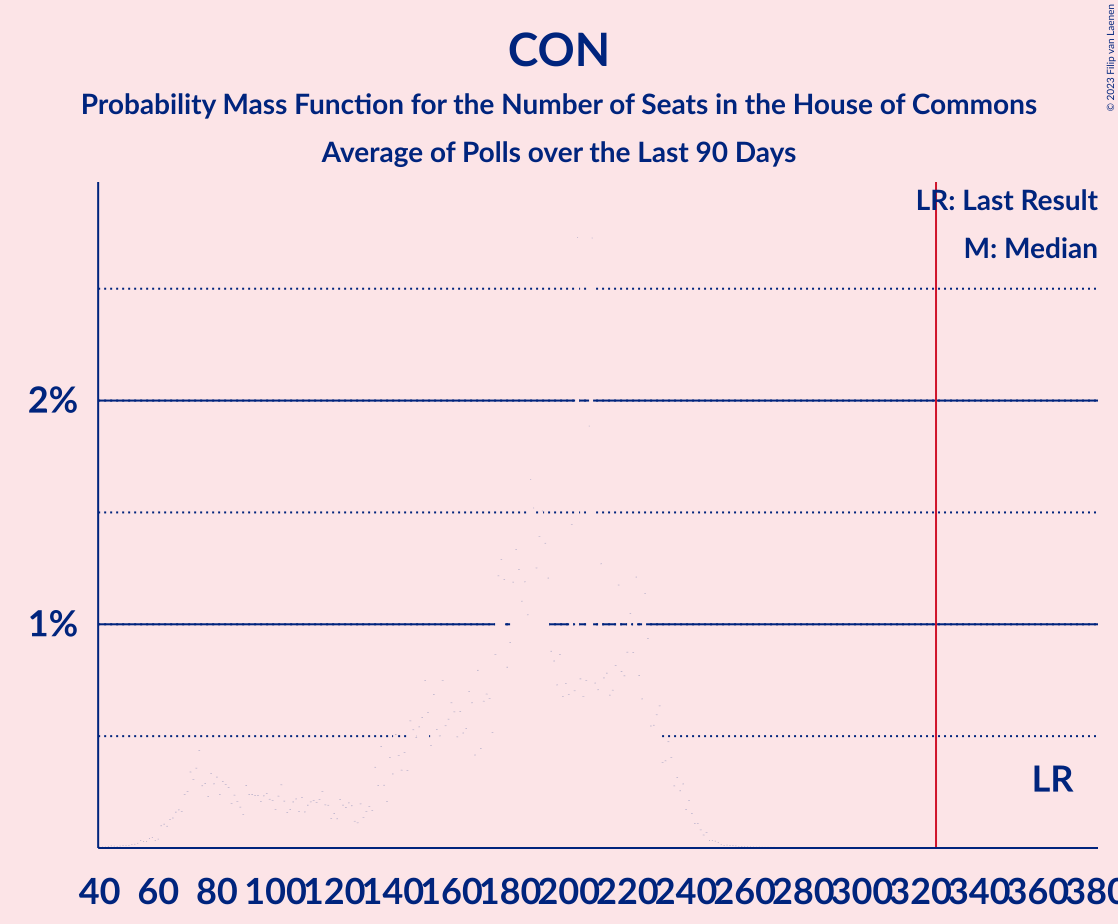 CON
Probability Mass Function for the Number of Seats in the House of Commons
Average of Polls over the Last 90 Days
© 2023 Filip van Laenen
LR: Last Result
M: Median
2%
1%
LR
40 60 80 100 120 140 160 180 200 220 240 260 280 300 320 340 360 380